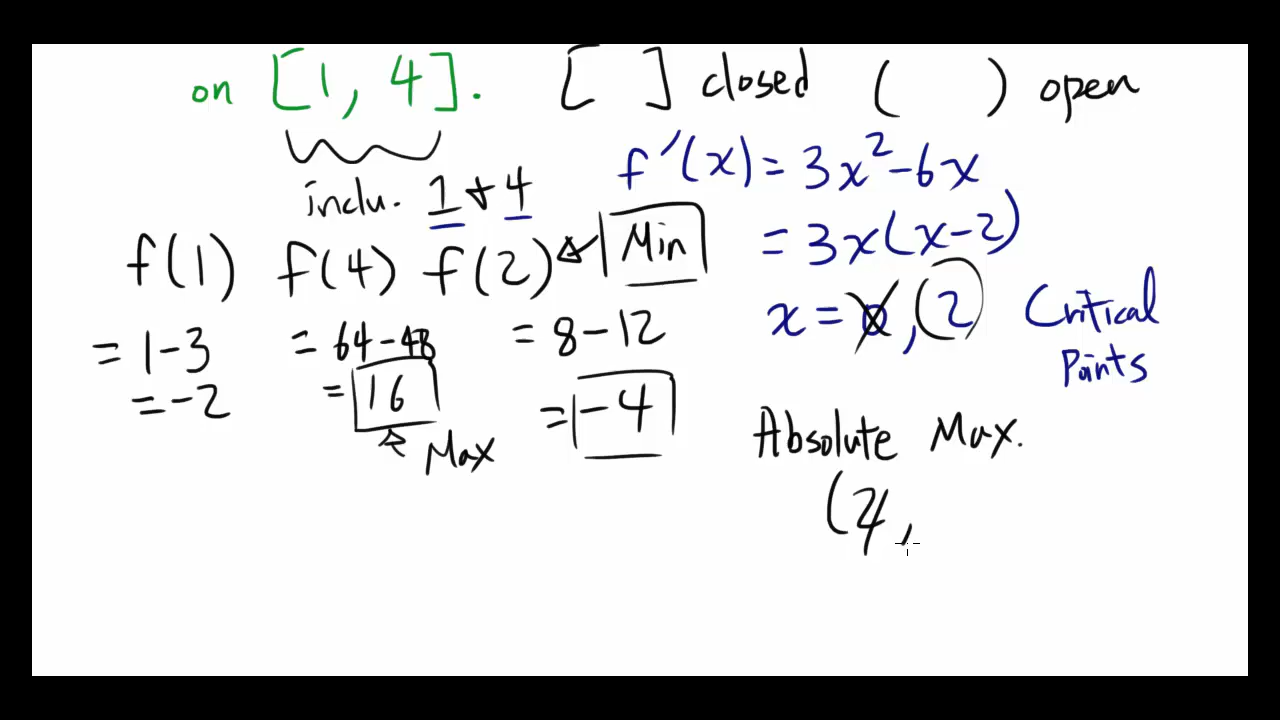 on [1, 4]. [ ] closed ( ) open
inclu. 1 + 4
f(1) f(4) f(2) Min
= 1-3 = 64-48 = 8-12
= -2 = 16 = -4
Max
f'(x) = 3x²-6x
= 3x(x-2)
x = 0, 2 Critical
Points
Absolute Max.
(4,